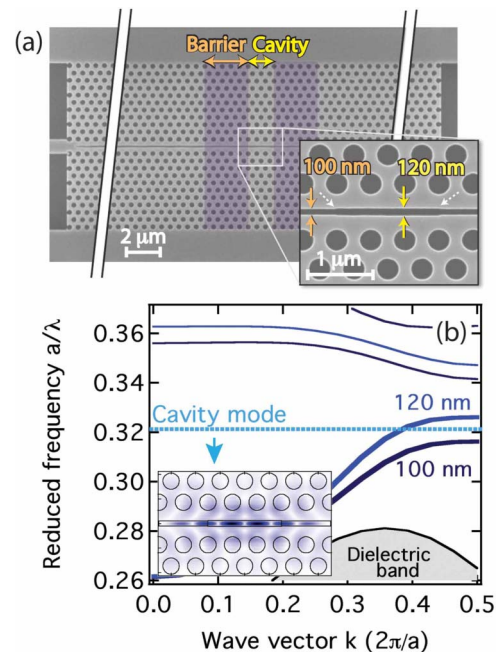 (a)
Barrier Cavity
100 nm 120 nm
2 μm
1 μm
(b)
0.36
0.34
0.32
0.30
0.28
0.26
Reduced frequency a/λ
Cavity mode
120 nm
100 nm
Dielectric
band
0.0 0.1 0.2 0.3 0.4 0.5
Wave vector k (2π/a)